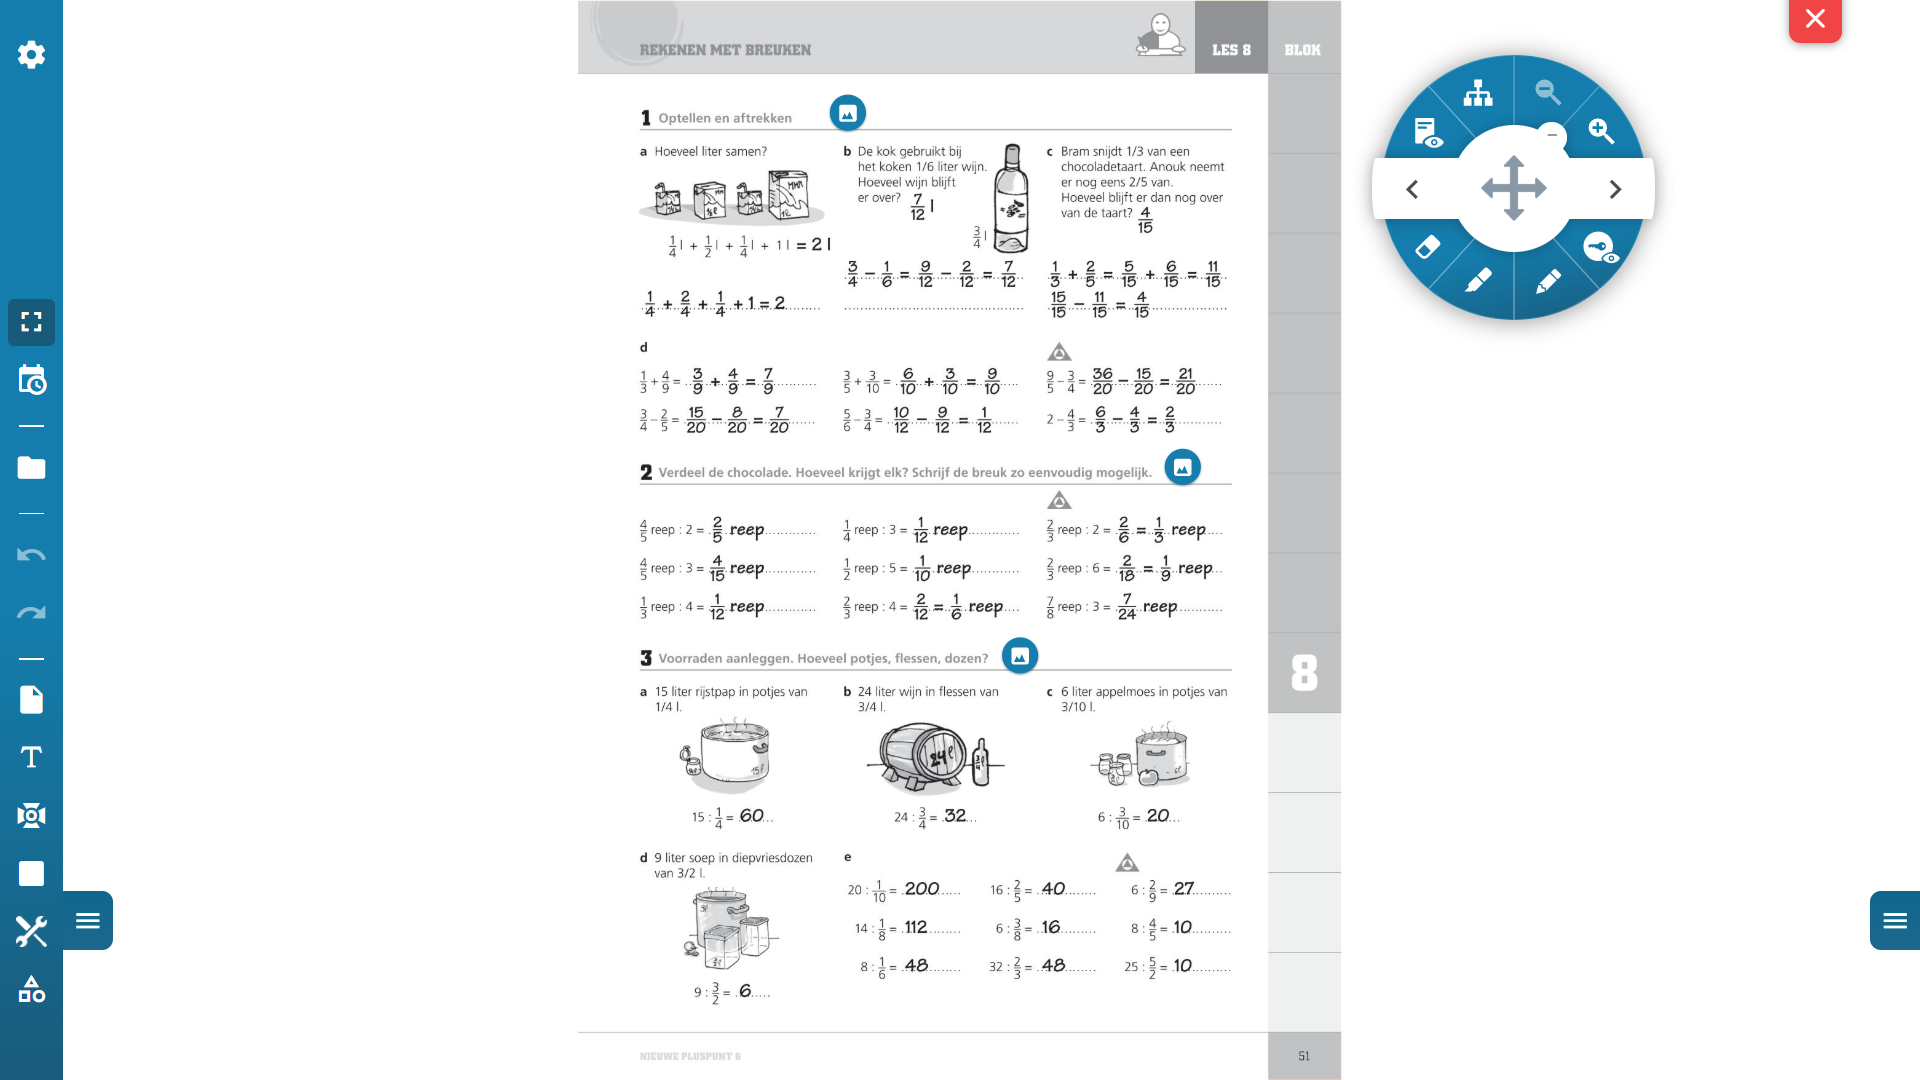 REKENEN MET BREUKEN LES 8 BLOK
1 Optellen en aftrekken
a Hoeveel liter samen?
1/4 l + 1/2 l + 1/4 l + 1 l = 2 l
1/4 + 2/4 + 1/4 + 1 = 2
b De kok gebruikt bij
het koken 1/6 liter wijn.
Hoeveel wijn blijft
er over? 7/12 l
3/4 l
3/4 - 1/6 = 9/12 - 2/12 = 7/12
c Bram snijdt 1/3 van een
chocoladetaart. Anouk neemt
er nog eens 2/5 van.
Hoeveel blijft er dan nog over
van de taart? 4/15
1/3 + 2/5 = 5/15 + 6/15 = 11/15
15/15 - 11/15 = 4/15
d
1/3 + 4/9 = 3/9 + 4/9 = 7/9
3/5 + 3/10 = 6/10 + 3/10 = 9/10
9/5 - 3/4 = 36/20 - 15/20 = 21/20
3/4 - 2/5 = 15/20 - 8/20 = 7/20
5/6 - 3/4 = 10/12 - 9/12 = 1/12
2 - 4/3 = 6/3 - 4/3 = 2/3
2 Verdeel de chocolade. Hoeveel krijgt elk? Schrijf de breuk zo eenvoudig mogelijk.
4/5 reep : 2 = 2/5 reep
1/4 reep : 3 = 1/12 reep
2/3 reep : 2 = 2/6 = 1/3 reep
4/5 reep : 3 = 4/15 reep
1/2 reep : 5 = 1/10 reep
2/3 reep : 6 = 2/18 = 1/9 reep
1/3 reep : 4 = 1/12 reep
2/3 reep : 4 = 2/12 = 1/6 reep
7/8 reep : 3 = 7/24 reep
3 Voorraden aanleggen. Hoeveel potjes, flessen, dozen?
8
a 15 liter rijstpap in potjes van
1/4 l.
15 l
15 : 1/4 = 60
b 24 liter wijn in flessen van
3/4 l.
24 l
24 : 3/4 = 32
c 6 liter appelmoes in potjes van
3/10 l.
6 : 3/10 = 20
d 9 liter soep in diepvriesdozen
van 3/2 l.
9 : 3/2 = 6
e
20 : 1/10 = 200
16 : 2/5 = 40
6 : 2/9 = 27
14 : 1/8 = 112
6 : 3/8 = 16
8 : 4/5 = 10
8 : 1/6 = 48
32 : 2/3 = 48
25 : 5/2 = 10
NIEUWE PLUSPUNT 6
51